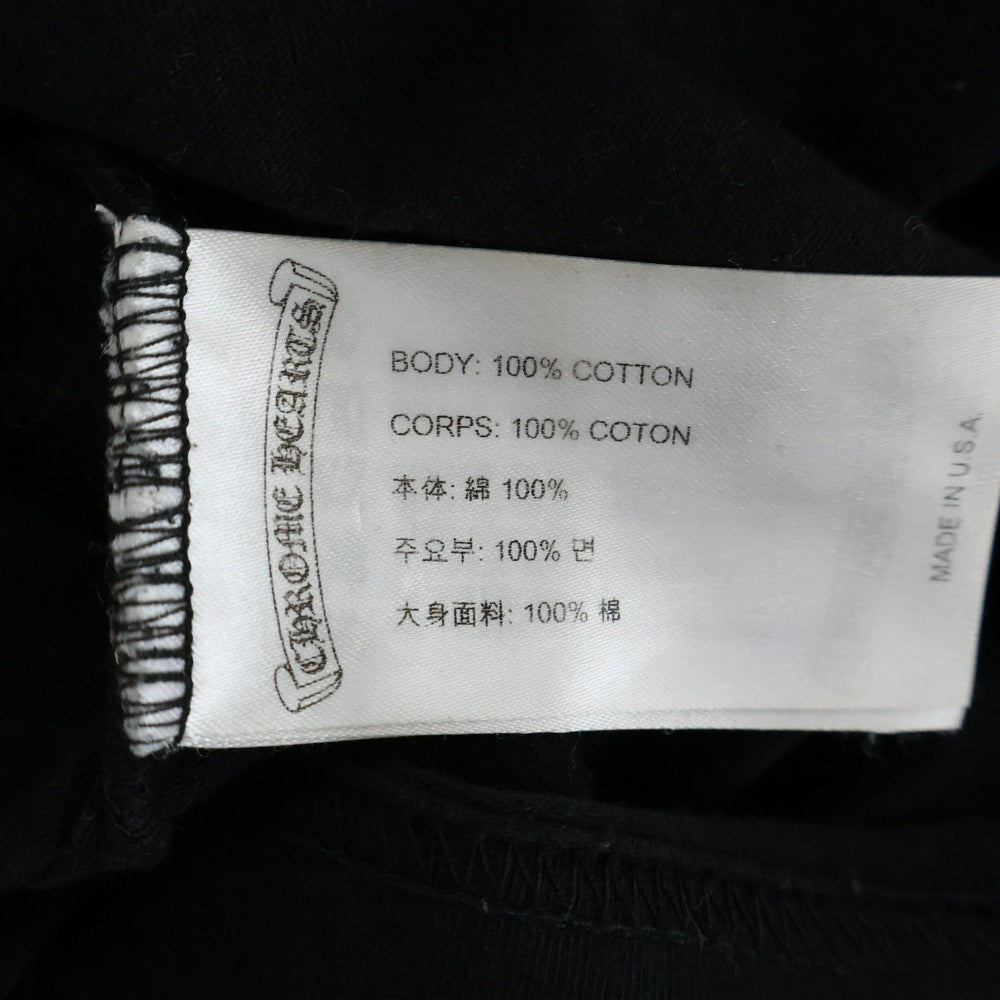 CHROME HEARTS
BODY: 100% COTTON
CORPS: 100% COTON
本体: 綿 100%
주요부: 100% 면
大身面料: 100% 棉
MADE IN U.S.A